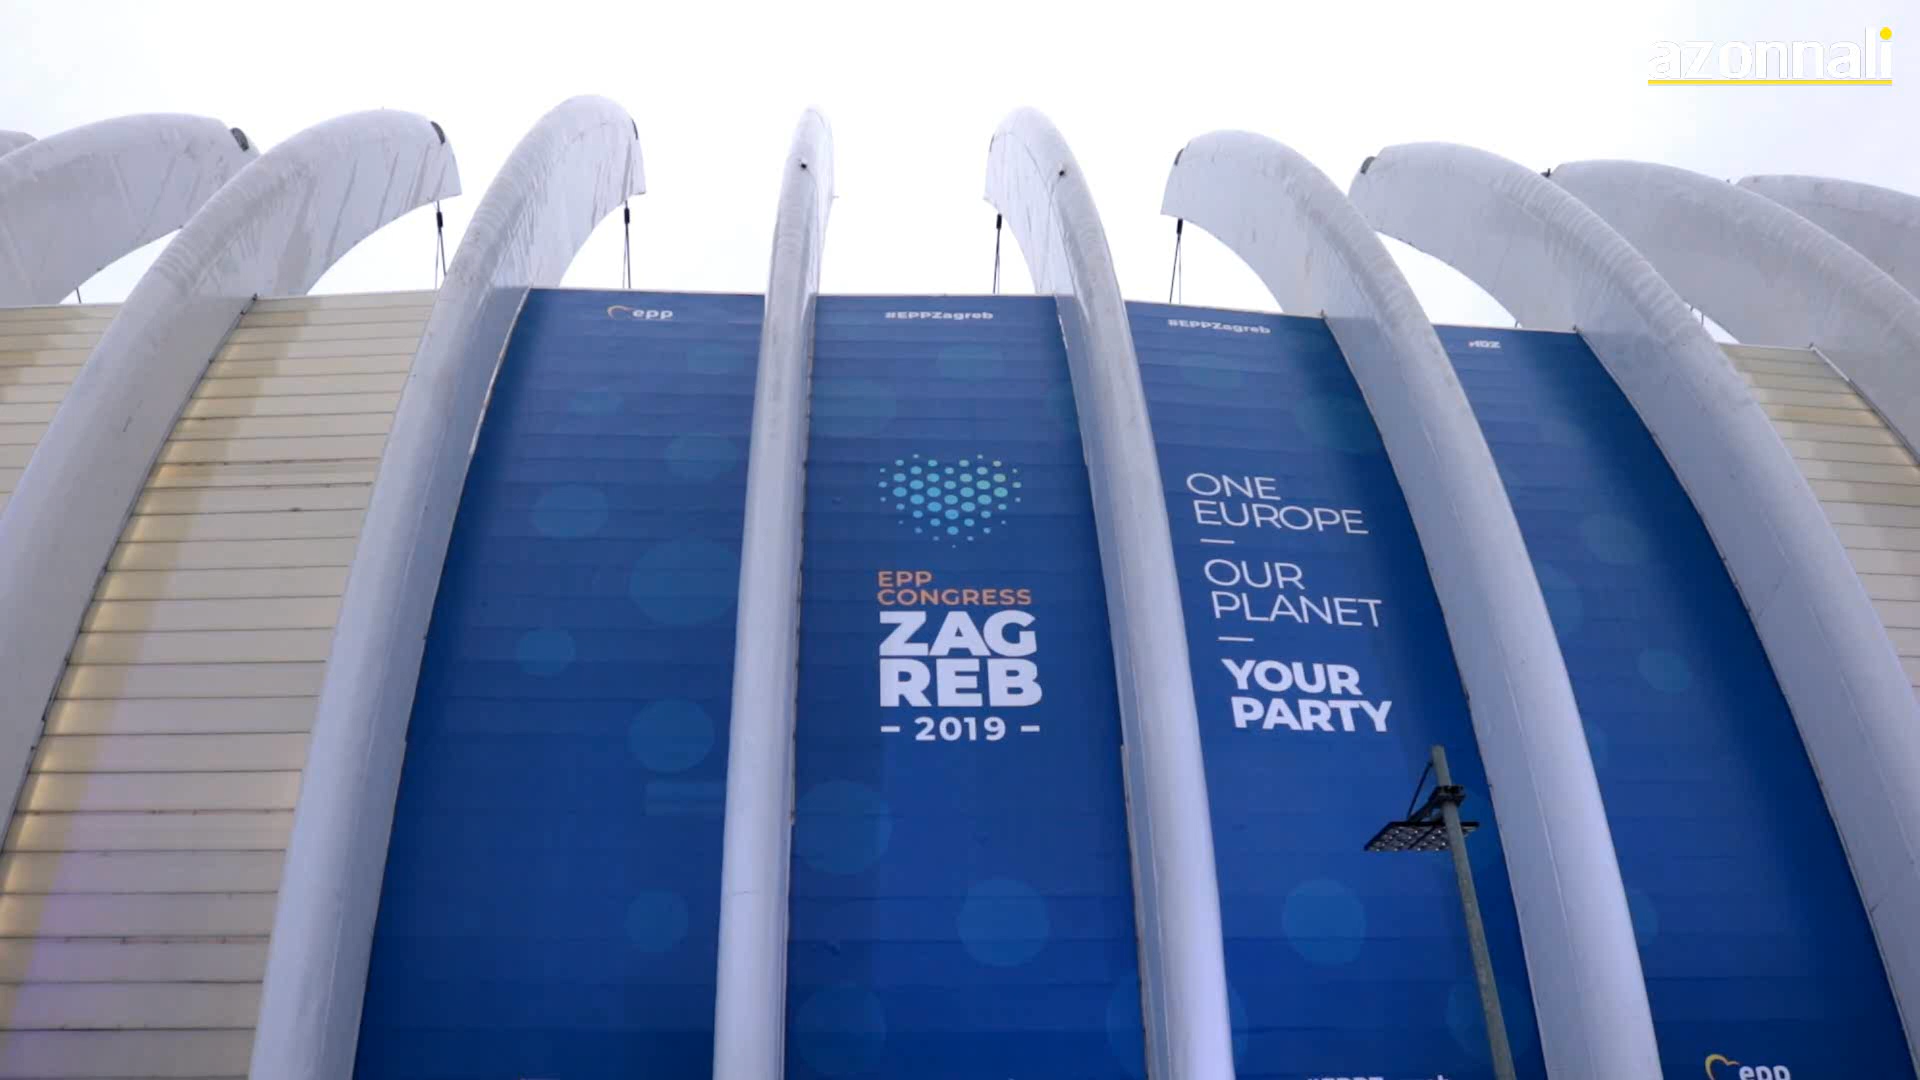 azonnali
epp
#EPPZagreb
#EPPZagreb
HDZ
EPP
CONGRESS
ZAG
REB
- 2019 -
ONE
EUROPE
—
OUR
PLANET
—
YOUR
PARTY
epp